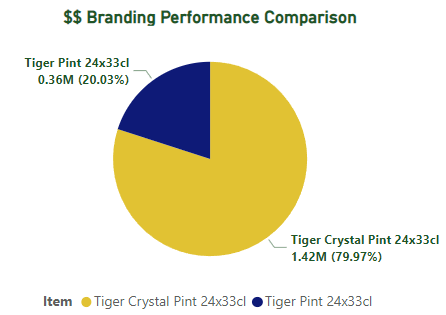 $$ Branding Performance Comparison
Tiger Pint 24x33cl
0.36M (20.03%)
Tiger Crystal Pint 24x33cl
1.42M (79.97%)
Item Tiger Crystal Pint 24x33cl Tiger Pint 24x33cl